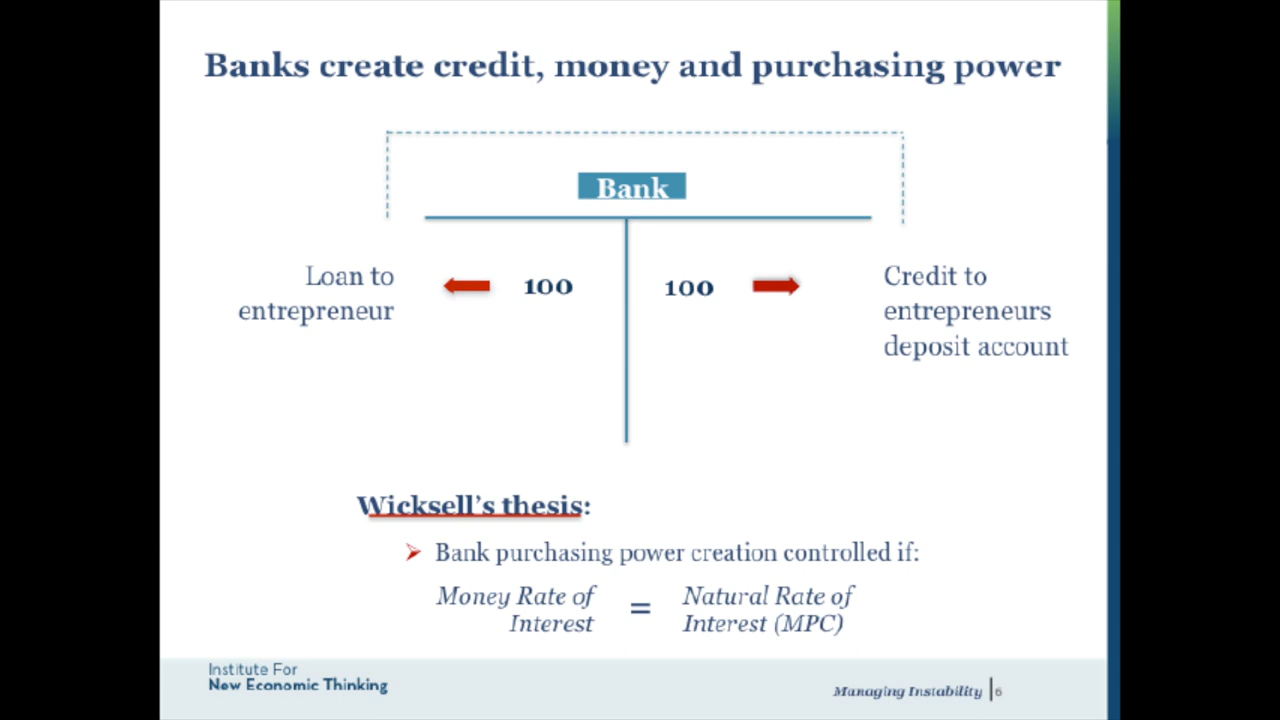 Banks create credit, money and purchasing power
Bank
Loan to
entrepreneur
100
100
Credit to
entrepreneurs
deposit account
Wicksell's thesis:
Bank purchasing power creation controlled if:
Money Rate of
Interest
=
Natural Rate of
Interest (MPC)
Institute For
New Economic Thinking
Managing Instability 6